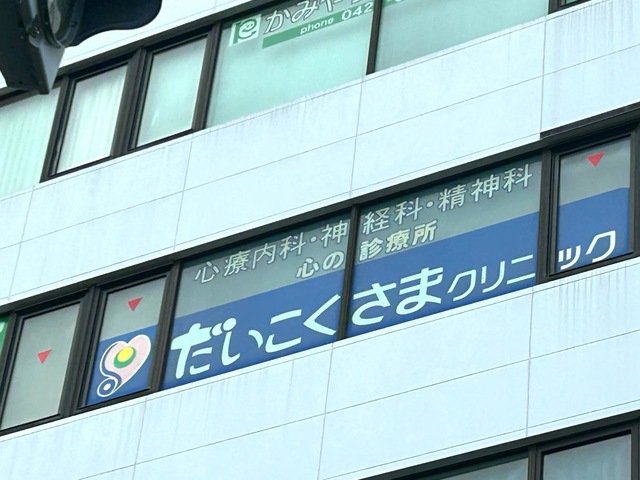 かみや
phone 042
心療内科・神経科・精神科
心の診療所
だいこくさまクリニック